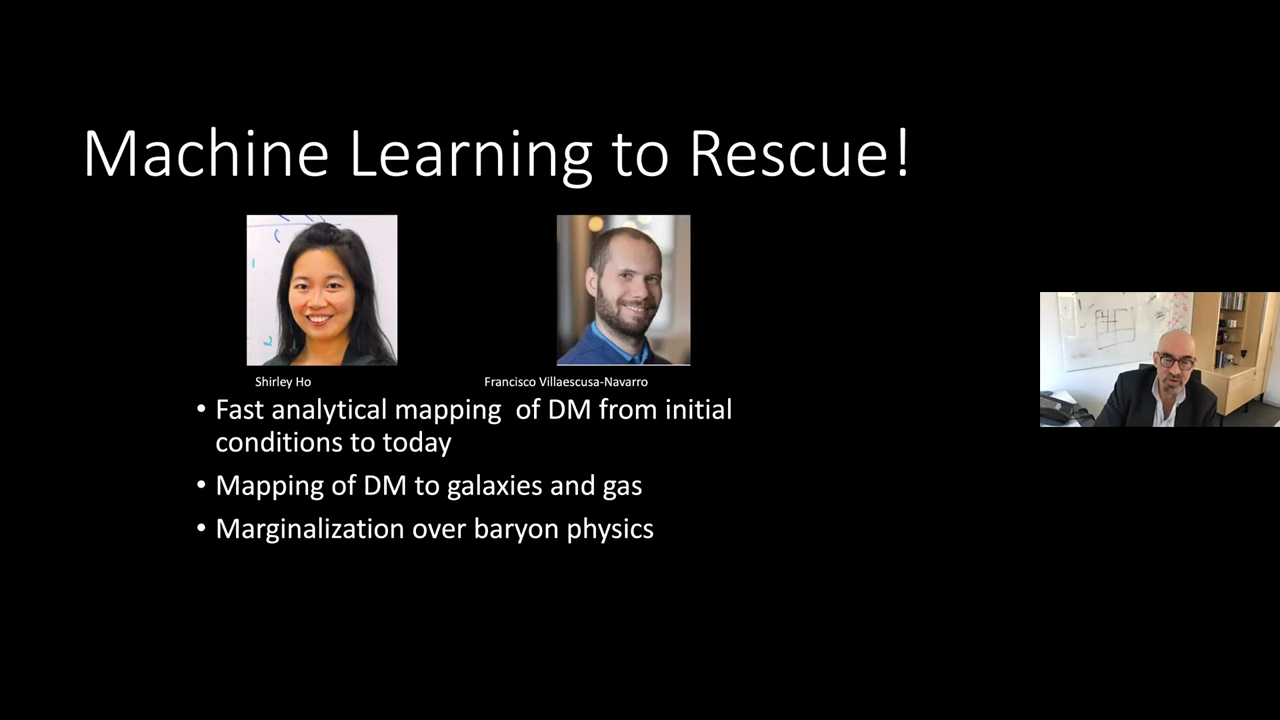 Machine Learning to Rescue!
Shirley Ho
Francisco Villaescusa-Navarro
• Fast analytical mapping of DM from initial
conditions to today
• Mapping of DM to galaxies and gas
• Marginalization over baryon physics